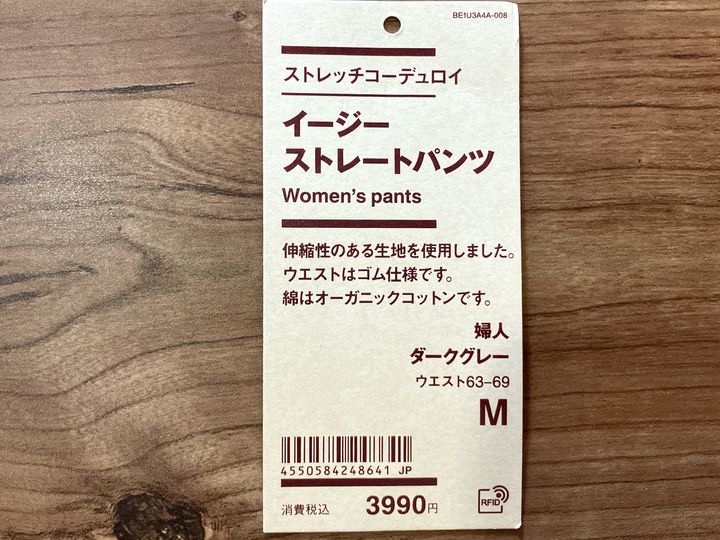 BE1U3A4A-008
ストレッチコーデュロイ
イージー
ストレートパンツ
Women's pants
伸縮性のある生地を使用しました。
ウエストはゴム仕様です。
綿はオーガニックコットンです。
婦人
ダークグレー
ウエスト63–69
M
4550584248641 JP
消費税込 3990円
RFID